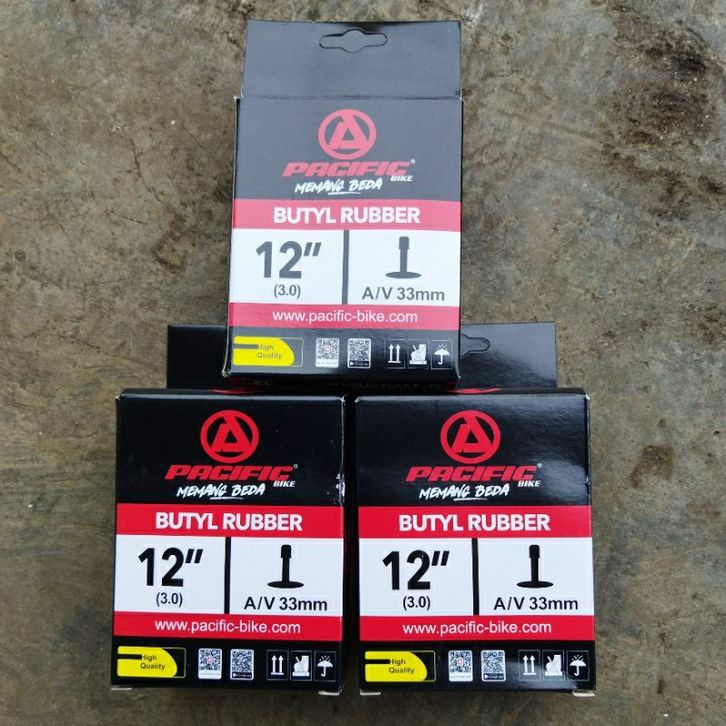 PACIFIC®
BIKE
MEMANG BEDA
BUTYL RUBBER
12"
(3.0)
A/V 33mm
www.pacific-bike.com
High
Quality
PACIFIC®
BIKE
MEMANG BEDA
BUTYL RUBBER
12"
(3.0)
A/V 33mm
www.pacific-bike.com
High
Quality
PACIFIC®
BIKE
MEMANG BEDA
BUTYL RUBBER
12"
(3.0)
A/V 33mm
www.pacific-bike.com
High
Quality